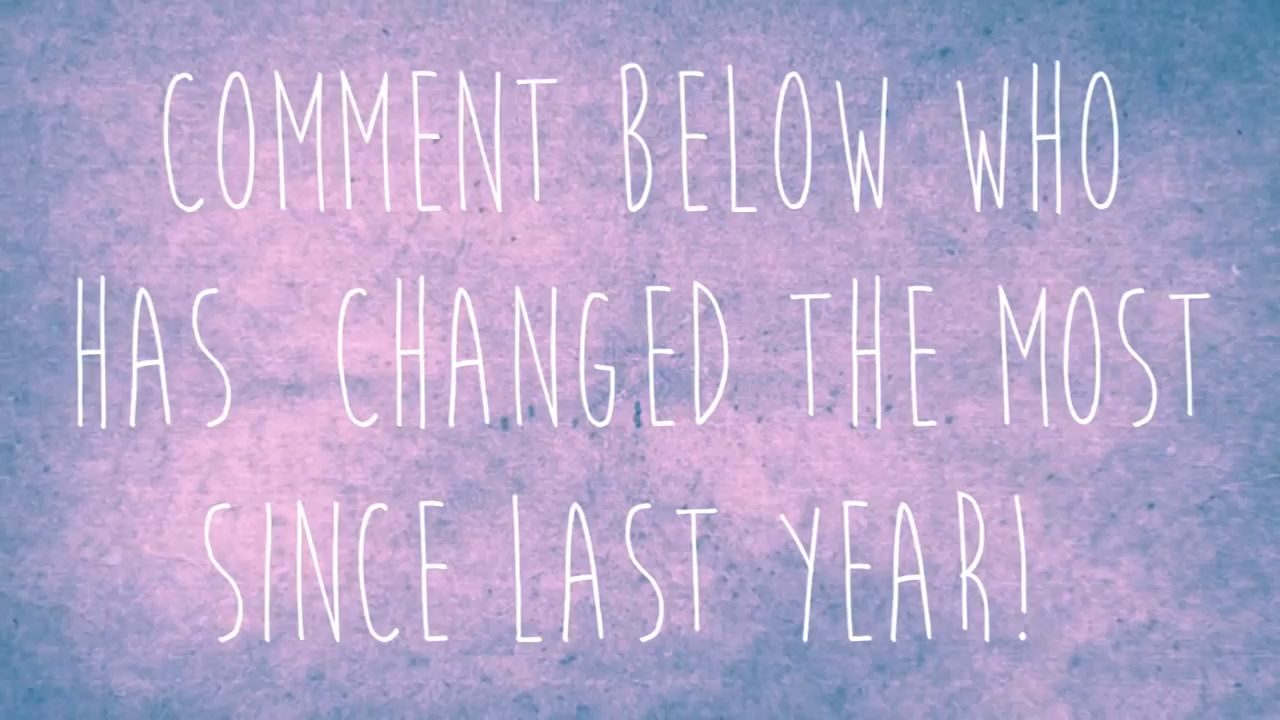 COMMENT BELOW WHO
HAS CHANGED THE MOST
SINCE LAST YEAR!